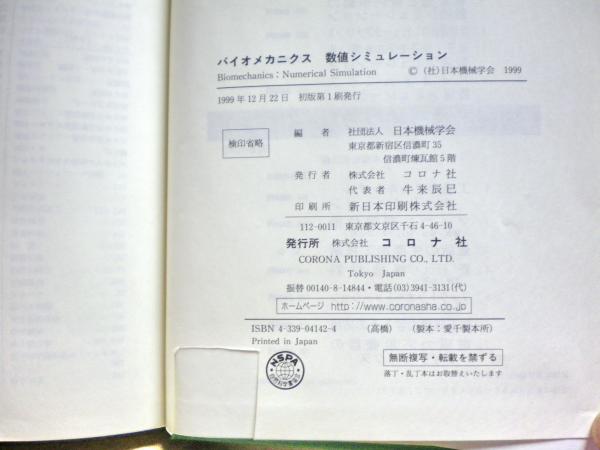 バイオメカニクス 数値シミュレーション
Biomechanics : Numerical Simulation © (社)日本機械学会 1999
1999 年 12 月 22 日 初版第 1 刷発行
検印省略
編 者 社団法人 日本機械学会
東京都新宿区信濃町 35
信濃町煉瓦館 5 階
発行者 株式会社 コロナ社
代表者 牛来辰巳
印刷所 新日本印刷株式会社
112-0011 東京都文京区千石 4-46-10
発行所 株式会社 コロナ社
CORONA PUBLISHING CO., LTD.
Tokyo Japan
振替 00140-8-14844・電話(03)3941-3131(代)
ホームページ http://www.coronasha.co.jp
ISBN 4-339-04142-4 (高橋) (製本:愛千製本所)
Printed in Japan
無断複写・転載を禁ずる
落丁・乱丁本はお取替えいたします
NSPA